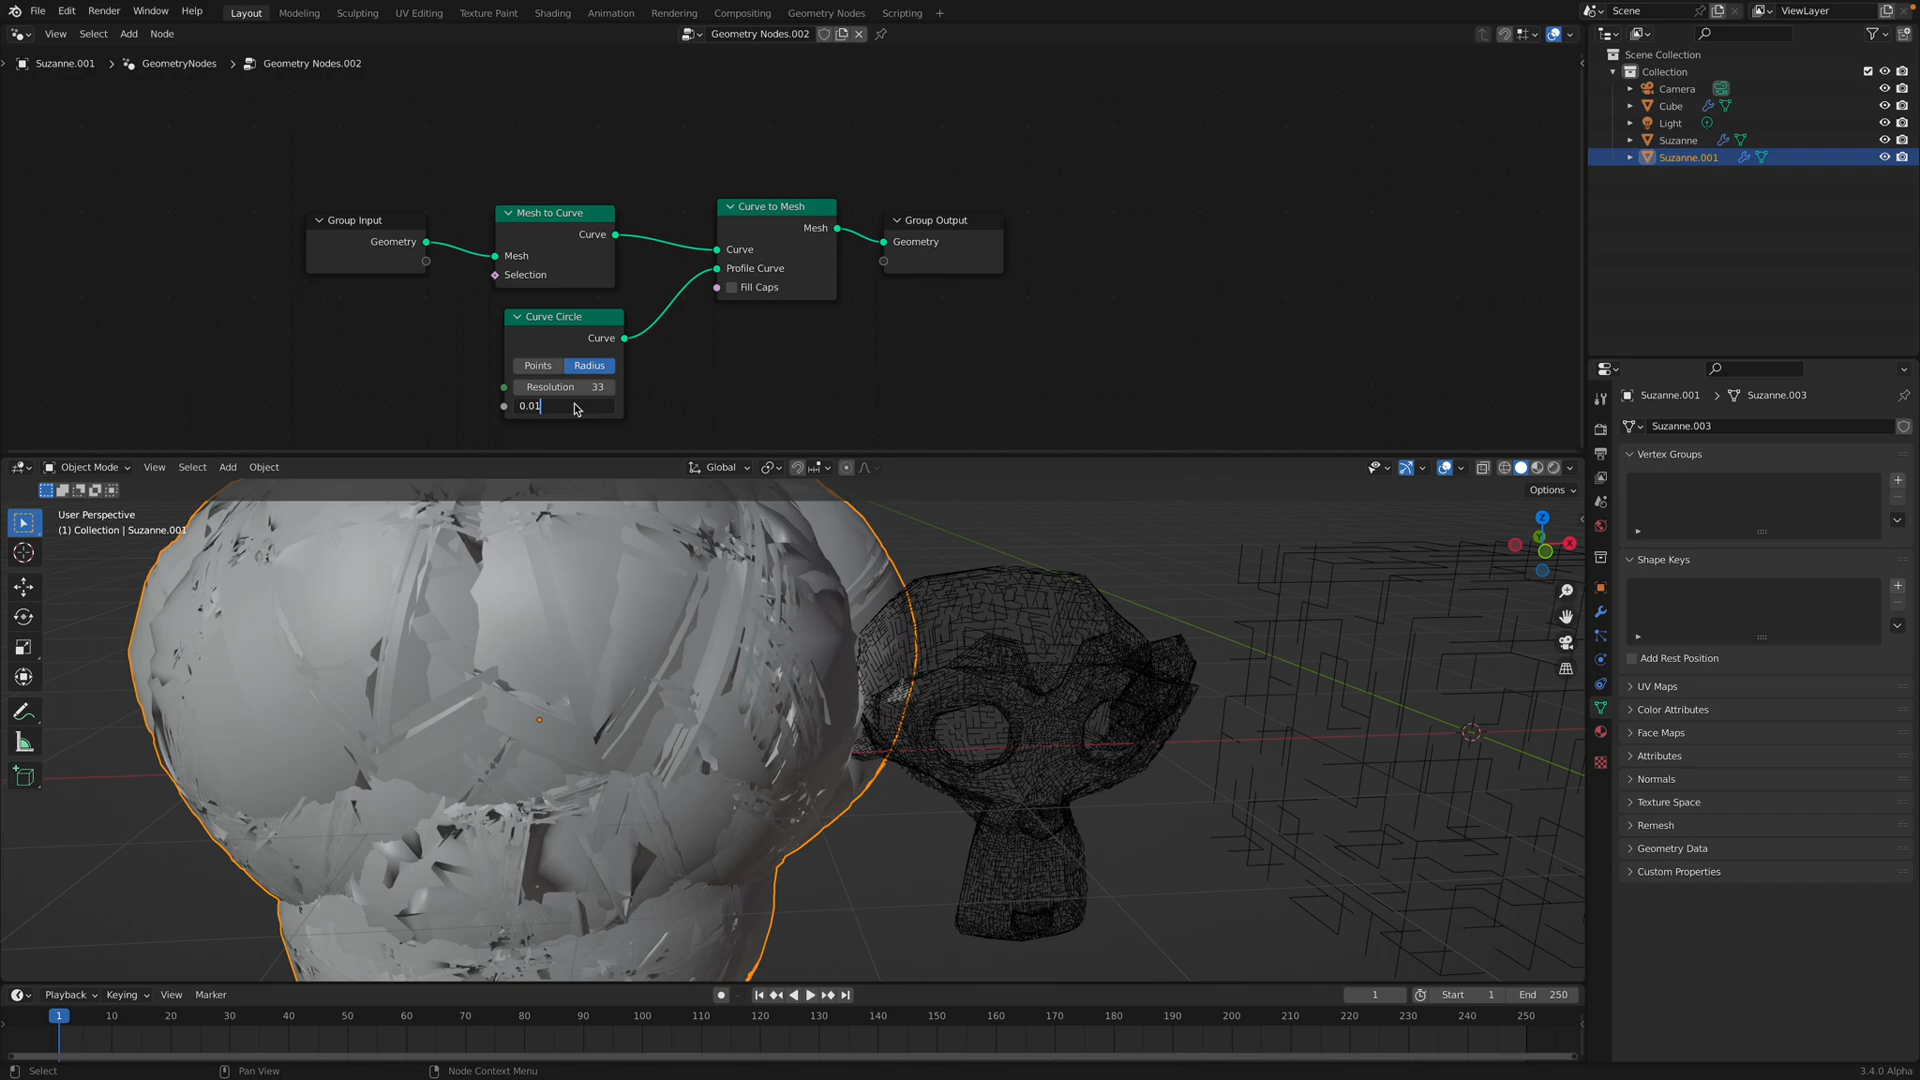 File Edit Render Window Help Layout Modeling Sculpting UV Editing Texture Paint Shading Animation Rendering Compositing Geometry Nodes Scripting + Scene ViewLayer
View Select Add Node Geometry Nodes.002
Suzanne.001 GeometryNodes Geometry Nodes.002
Scene Collection
Collection
Camera
Cube
Light
Suzanne
Suzanne.001
Group Input
Geometry
Mesh to Curve
Curve
Mesh
Selection
Curve to Mesh
Mesh
Curve
Profile Curve
Fill Caps
Group Output
Geometry
Curve Circle
Curve
Points Radius
Resolution 33
0.01
Suzanne.001 Suzanne.003
Suzanne.003
Vertex Groups
Shape Keys
Add Rest Position
UV Maps
Color Attributes
Face Maps
Attributes
Normals
Texture Space
Remesh
Geometry Data
Custom Properties
Object Mode View Select Add Object Global
Options
User Perspective
(1) Collection | Suzanne.001
Z
Y
X
Playback Keying View Marker 1 Start 1 End 250
1 10 20 30 40 50 60 70 80 90 100 110 120 130 140 150 160 170 180 190 200 210 220 230 240 250
Select Pan View Node Context Menu 3.4.0 Alpha